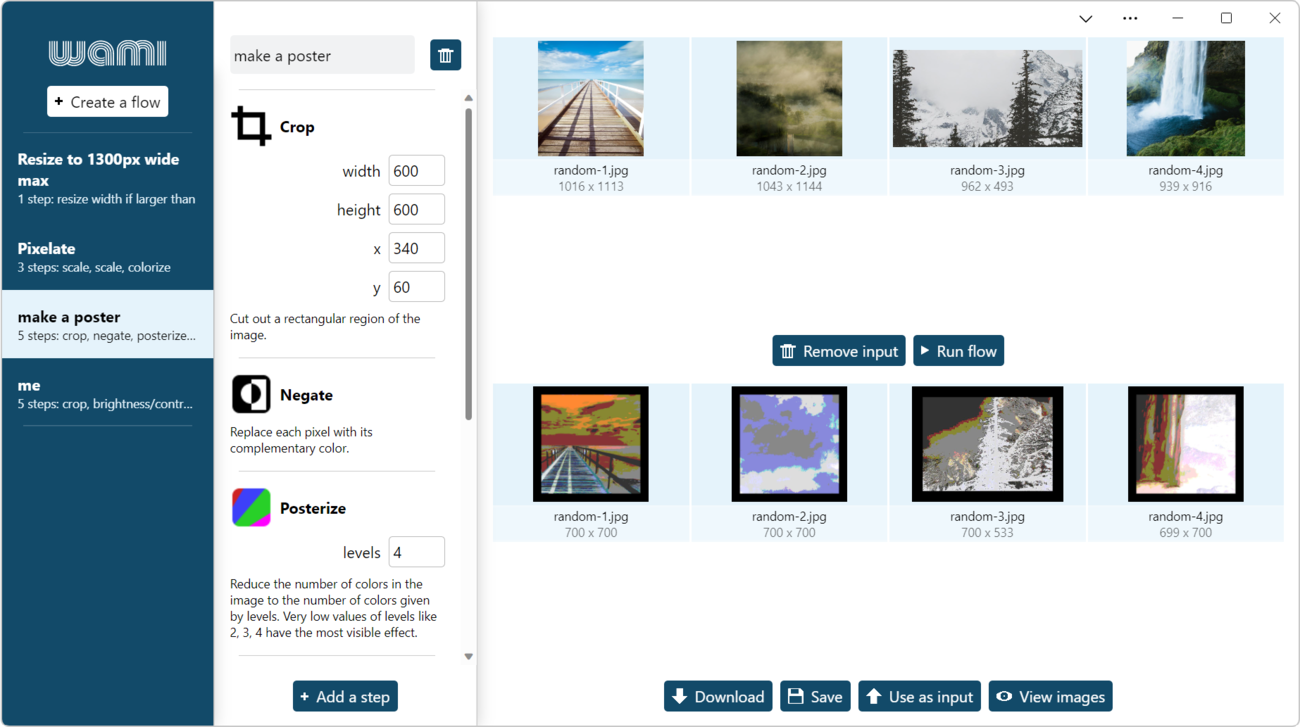 wami
+ Create a flow
Resize to 1300px wide
max
1 step: resize width if larger than
Pixelate
3 steps: scale, scale, colorize
make a poster
5 steps: crop, negate, posterize...
me
5 steps: crop, brightness/contr...
make a poster
Crop
width 600
height 600
x 340
y 60
Cut out a rectangular region of the
image.
Negate
Replace each pixel with its
complementary color.
Posterize
levels 4
Reduce the number of colors in the
image to the number of colors given
by levels. Very low values of levels like
2, 3, 4 have the most visible effect.
+ Add a step
random-1.jpg random-2.jpg random-3.jpg random-4.jpg
1016 x 1113 1043 x 1144 962 x 493 939 x 916
Remove input Run flow
random-1.jpg random-2.jpg random-3.jpg random-4.jpg
700 x 700 700 x 700 700 x 533 699 x 700
Download Save Use as input View images